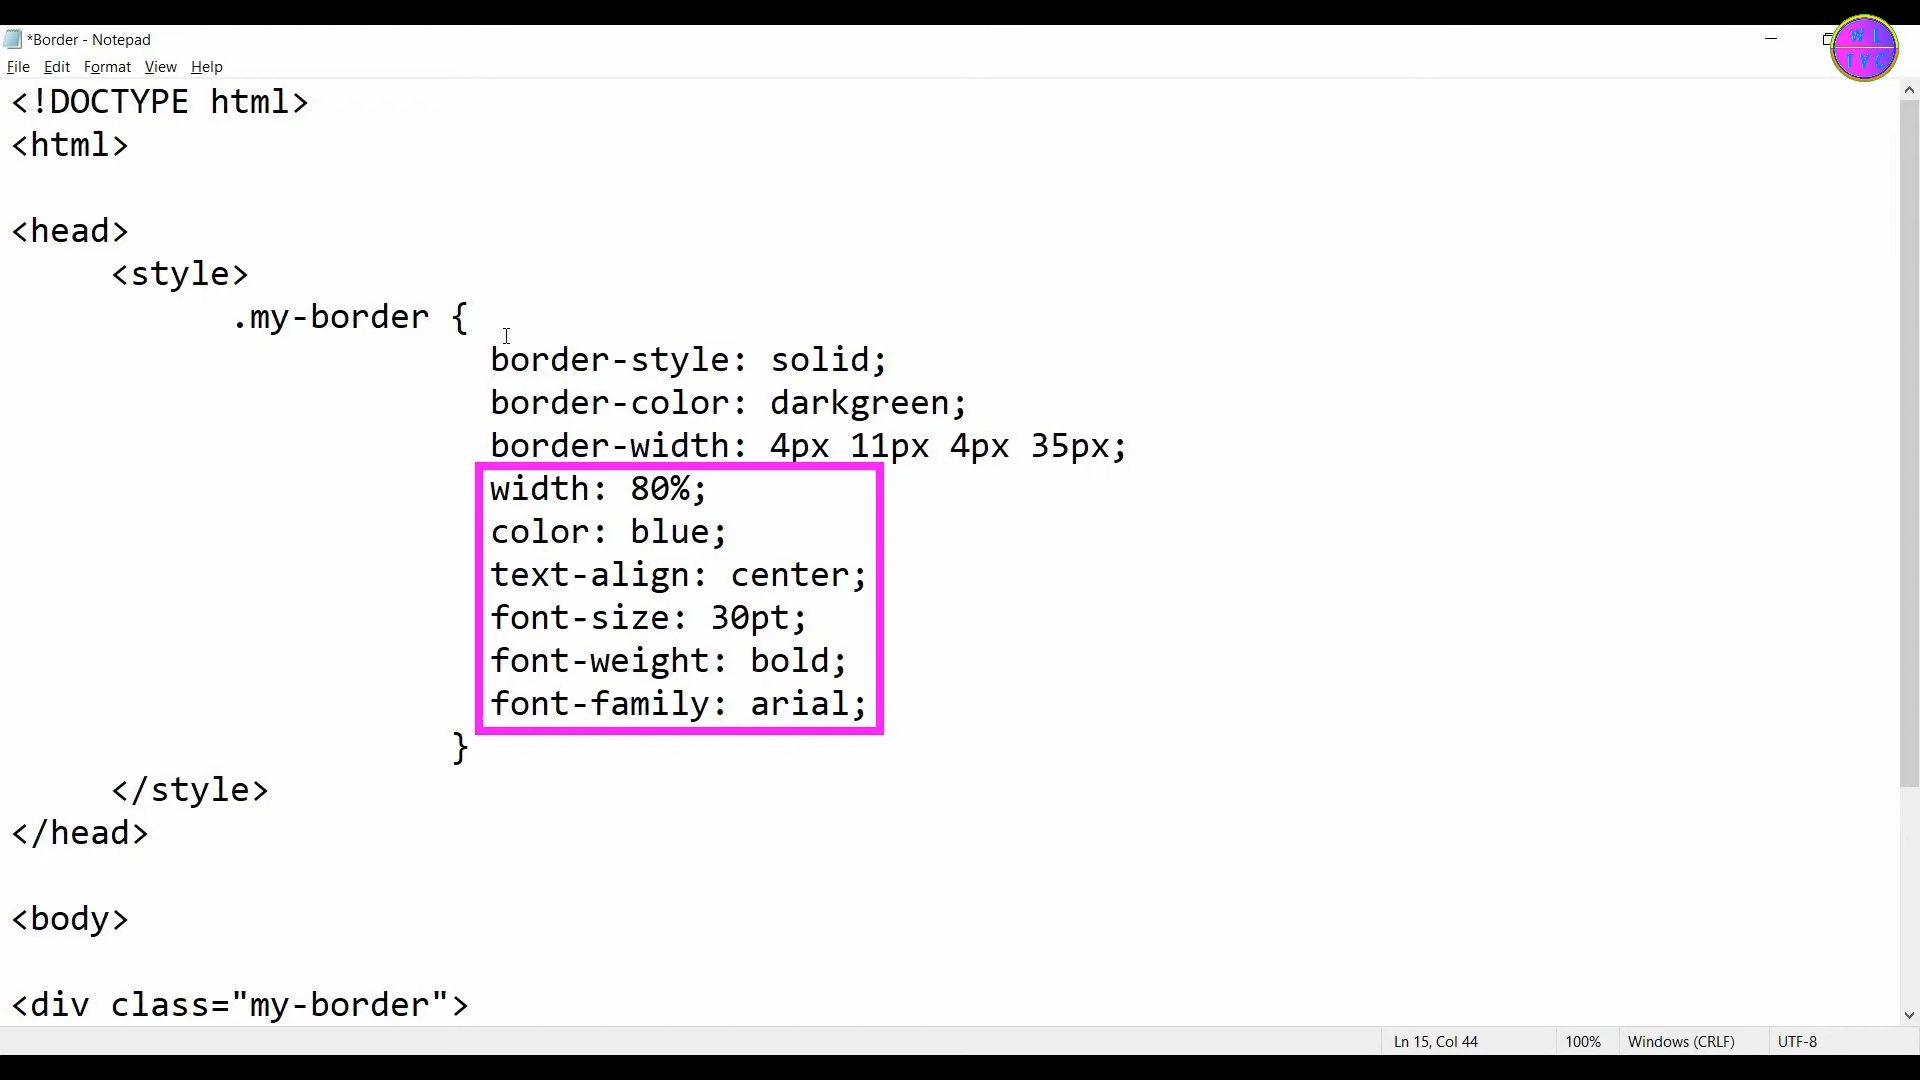 *Border - Notepad
W L
T Y C
File Edit Format View Help
<!DOCTYPE html>
<html>
<head>
<style>
.my-border {
border-style: solid;
border-color: darkgreen;
border-width: 4px 11px 4px 35px;
width: 80%;
color: blue;
text-align: center;
font-size: 30pt;
font-weight: bold;
font-family: arial;
}
</style>
</head>
<body>
<div class="my-border">
Ln 15, Col 44 100% Windows (CRLF) UTF-8